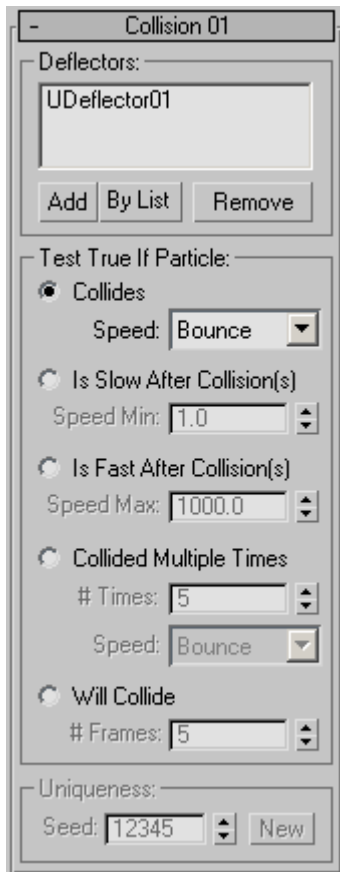 - Collision 01
Deflectors:
UDeflector01
Add By List Remove
Test True If Particle:
Collides
Speed: Bounce
Is Slow After Collision(s)
Speed Min: 1.0
Is Fast After Collision(s)
Speed Max: 1000.0
Collided Multiple Times
# Times: 5
Speed: Bounce
Will Collide
# Frames: 5
Uniqueness:
Seed: 12345 New